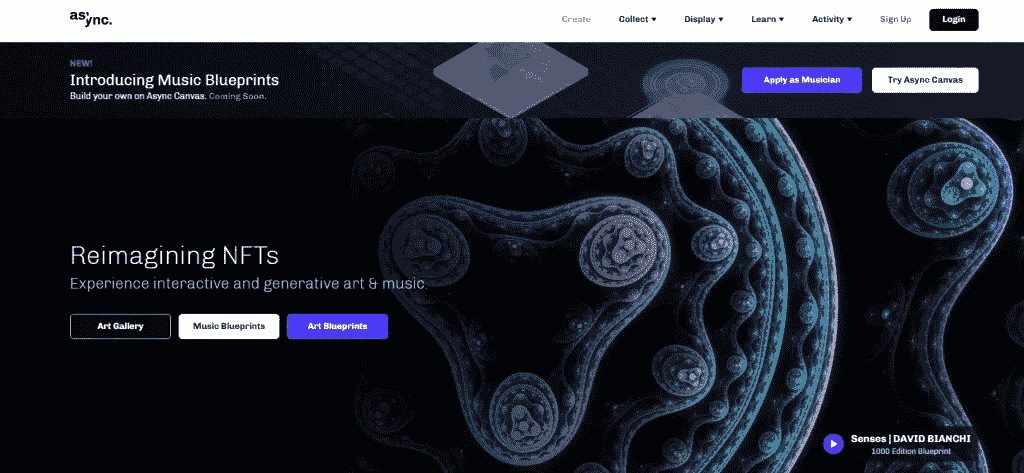 async.
Create Collect Display Learn Activity Sign Up Login
NEW!
Introducing Music Blueprints
Build your own on Async Canvas. Coming Soon.
Apply as Musician Try Async Canvas
Reimagining NFTs
Experience interactive and generative art & music
Art Gallery Music Blueprints Art Blueprints
Senses | DAVID BIANCHI
1000 Edition Blueprint